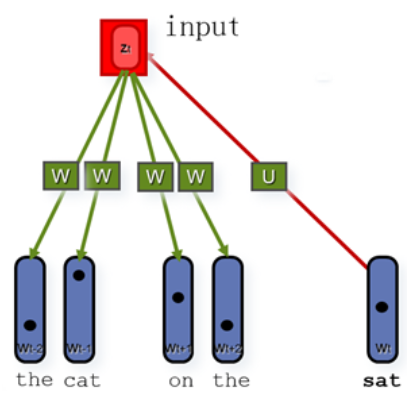 input
zt
W W W W U
Wt-2 Wt-1 Wt+1 Wt+2 Wt
the cat on the sat